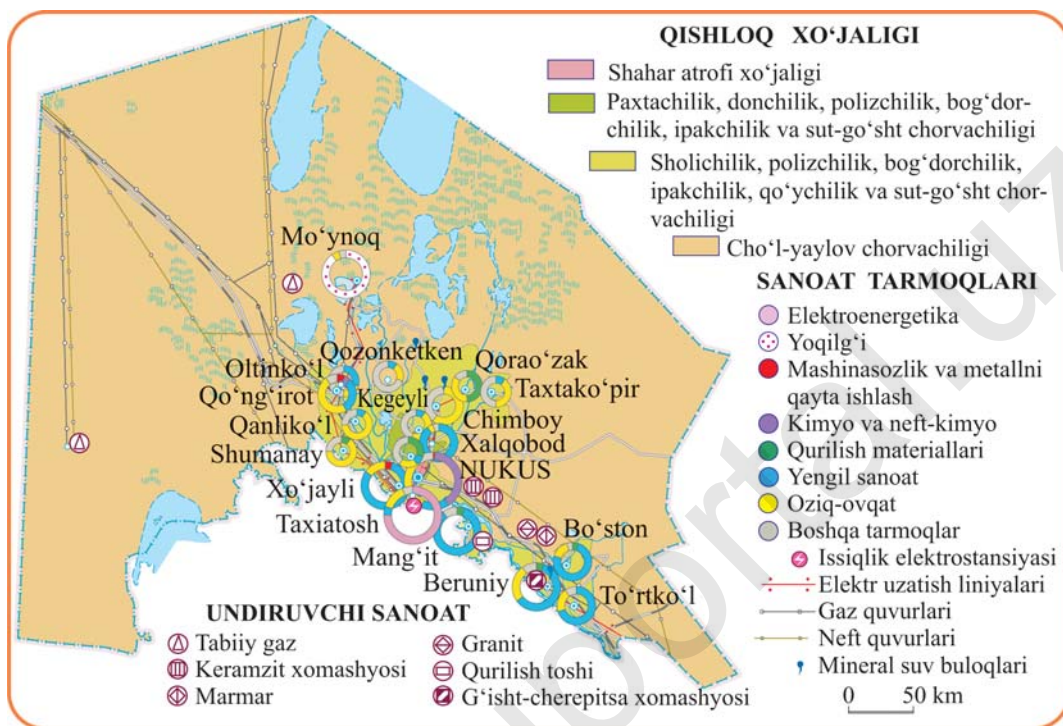 QISHLOQ XO‘JALIGI
Shahar atrofi xo‘jaligi
Paxtachilik, donchilik, polizchilik, bog‘dor-
chilik, ipakchilik va sut-go‘sht chorvachiligi
Sholichilik, polizchilik, bog‘dorchilik,
ipakchilik, qo‘ychilik va sut-go‘sht chor-
vachiligi
Cho‘l-yaylov chorvachiligi
SANOAT TARMOQLARI
Elektroenergetika
Yoqilg‘i
Mashinasozlik va metallni
qayta ishlash
Kimyo va neft-kimyo
Qurilish materiallari
Yengil sanoat
Oziq-ovqat
Boshqa tarmoqlar
Issiqlik elektrostansiyasi
Elektr uzatish liniyalari
Gaz quvurlari
Neft quvurlari
Mineral suv buloqlari
0 50 km
Mo‘ynoq
Qozonketken
Oltinko‘l
Qorao‘zak
Qo‘ng‘irot
Kegeyli
Taxtako‘pir
Qanliko‘l
Chimboy
Shumanay
Xalqobod
NUKUS
Xo‘jayli
Taxiatosh
Mang‘it
Bo‘ston
Beruniy
To‘rtko‘l
UNDIRUVCHI SANOAT
Tabiiy gaz
Keramzit xomashyosi
Marmar
Granit
Qurilish toshi
G‘isht-cherepitsa xomashyosi
portal.uz